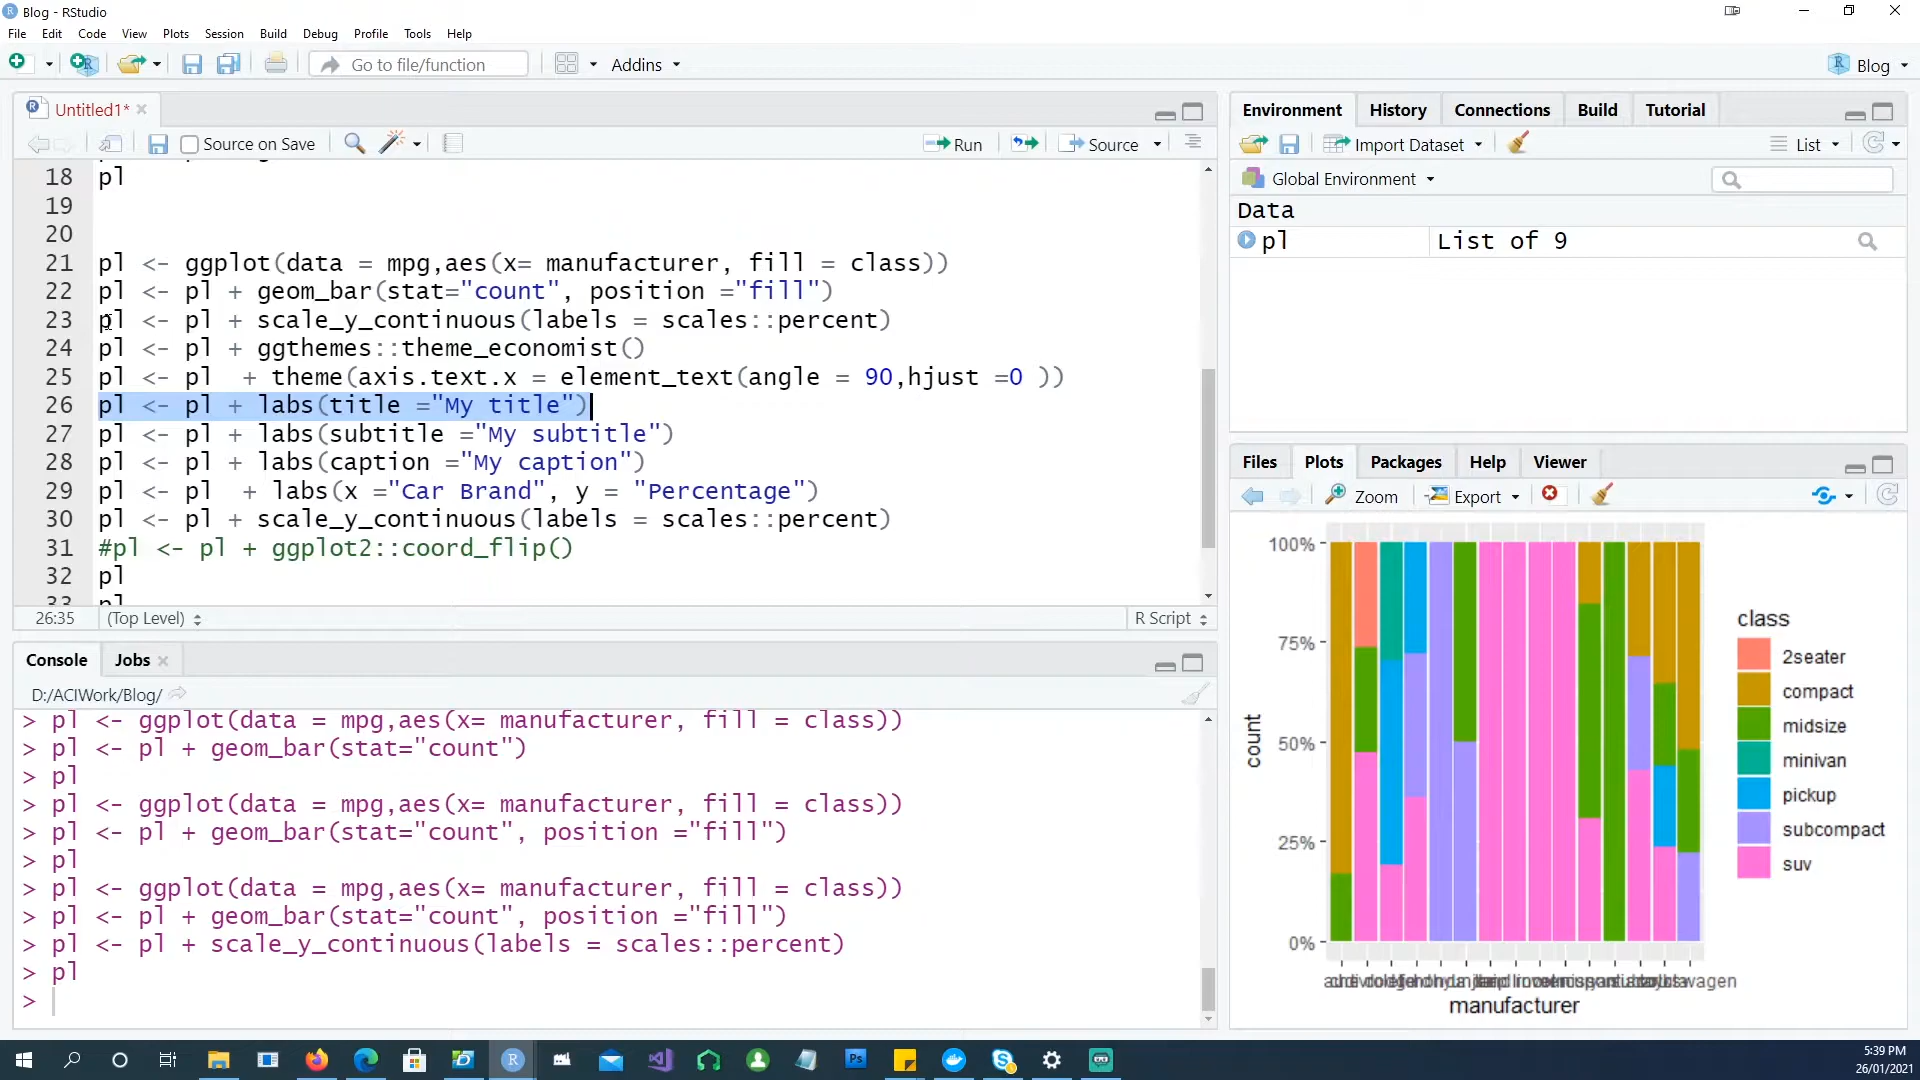 Blog - RStudio
File Edit Code View Plots Session Build Debug Profile Tools Help
Go to file/function Addins Blog
Untitled1*
Source on Save Run Source
18 pl
19
20
21 pl <- ggplot(data = mpg,aes(x= manufacturer, fill = class))
22 pl <- pl + geom_bar(stat="count", position ="fill")
23 pl <- pl + scale_y_continuous(labels = scales::percent)
24 pl <- pl + ggthemes::theme_economist()
25 pl <- pl  + theme(axis.text.x = element_text(angle = 90,hjust =0 ))
26 pl <- pl + labs(title ="My title")
27 pl <- pl + labs(subtitle ="My subtitle")
28 pl <- pl + labs(caption ="My caption")
29 pl <- pl  + labs(x ="Car Brand", y = "Percentage")
30 pl <- pl + scale_y_continuous(labels = scales::percent)
31 #pl <- pl + ggplot2::coord_flip()
32 pl
33 pl
26:35 (Top Level) R Script
Console Jobs
D:/ACIWork/Blog/
> pl <- ggplot(data = mpg,aes(x= manufacturer, fill = class))
> pl <- pl + geom_bar(stat="count")
> pl
> pl <- ggplot(data = mpg,aes(x= manufacturer, fill = class))
> pl <- pl + geom_bar(stat="count", position ="fill")
> pl
> pl <- ggplot(data = mpg,aes(x= manufacturer, fill = class))
> pl <- pl + geom_bar(stat="count", position ="fill")
> pl <- pl + scale_y_continuous(labels = scales::percent)
> pl
>
Environment History Connections Build Tutorial
Import Dataset List
Global Environment
Data
pl List of 9
Files Plots Packages Help Viewer
Zoom Export
100%
75%
50%
25%
0%
count
manufacturer
class
2seater
compact
midsize
minivan
pickup
subcompact
suv
5:39 PM
26/01/2021